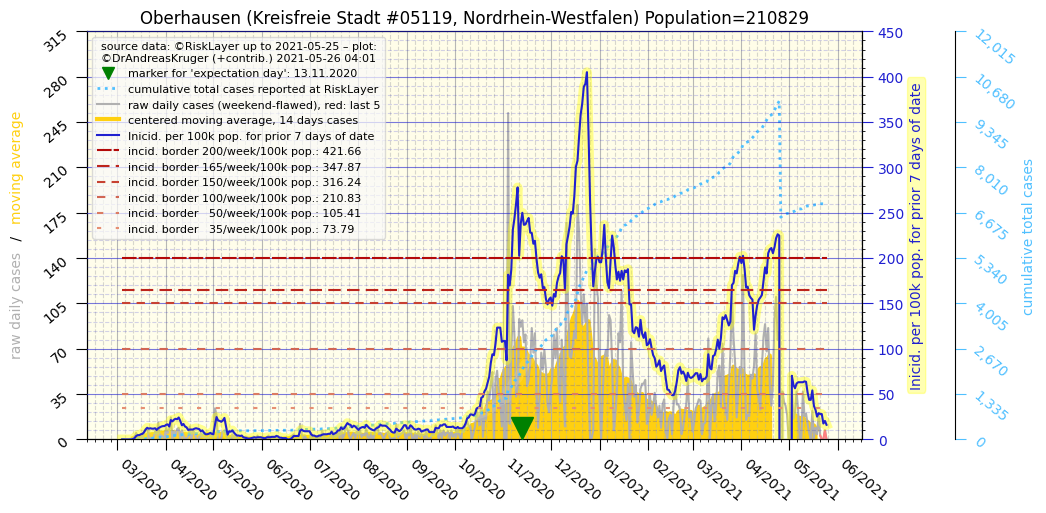 Oberhausen (Kreisfreie Stadt #05119, Nordrhein-Westfalen) Population=210829
source data: ©RiskLayer up to 2021-05-25 – plot:
©DrAndreasKruger (+contrib.) 2021-05-26 04:01
marker for 'expectation day': 13.11.2020
cumulative total cases reported at RiskLayer
raw daily cases (weekend-flawed), red: last 5
centered moving average, 14 days cases
Inicid. per 100k pop. for prior 7 days of date
incid. border 200/week/100k pop.: 421.66
incid. border 165/week/100k pop.: 347.87
incid. border 150/week/100k pop.: 316.24
incid. border 100/week/100k pop.: 210.83
incid. border   50/week/100k pop.: 105.41
incid. border   35/week/100k pop.: 73.79
raw daily cases / moving average
315
280
245
210
175
140
105
70
35
0
450
400
350
300
250
200
150
100
50
0
Inicid. per 100k pop. for prior 7 days of date
12,015
10,680
9,345
8,010
6,675
5,340
4,005
2,670
1,335
0
cumulative total cases
03/2020
04/2020
05/2020
06/2020
07/2020
08/2020
09/2020
10/2020
11/2020
12/2020
01/2021
02/2021
03/2021
04/2021
05/2021
06/2021